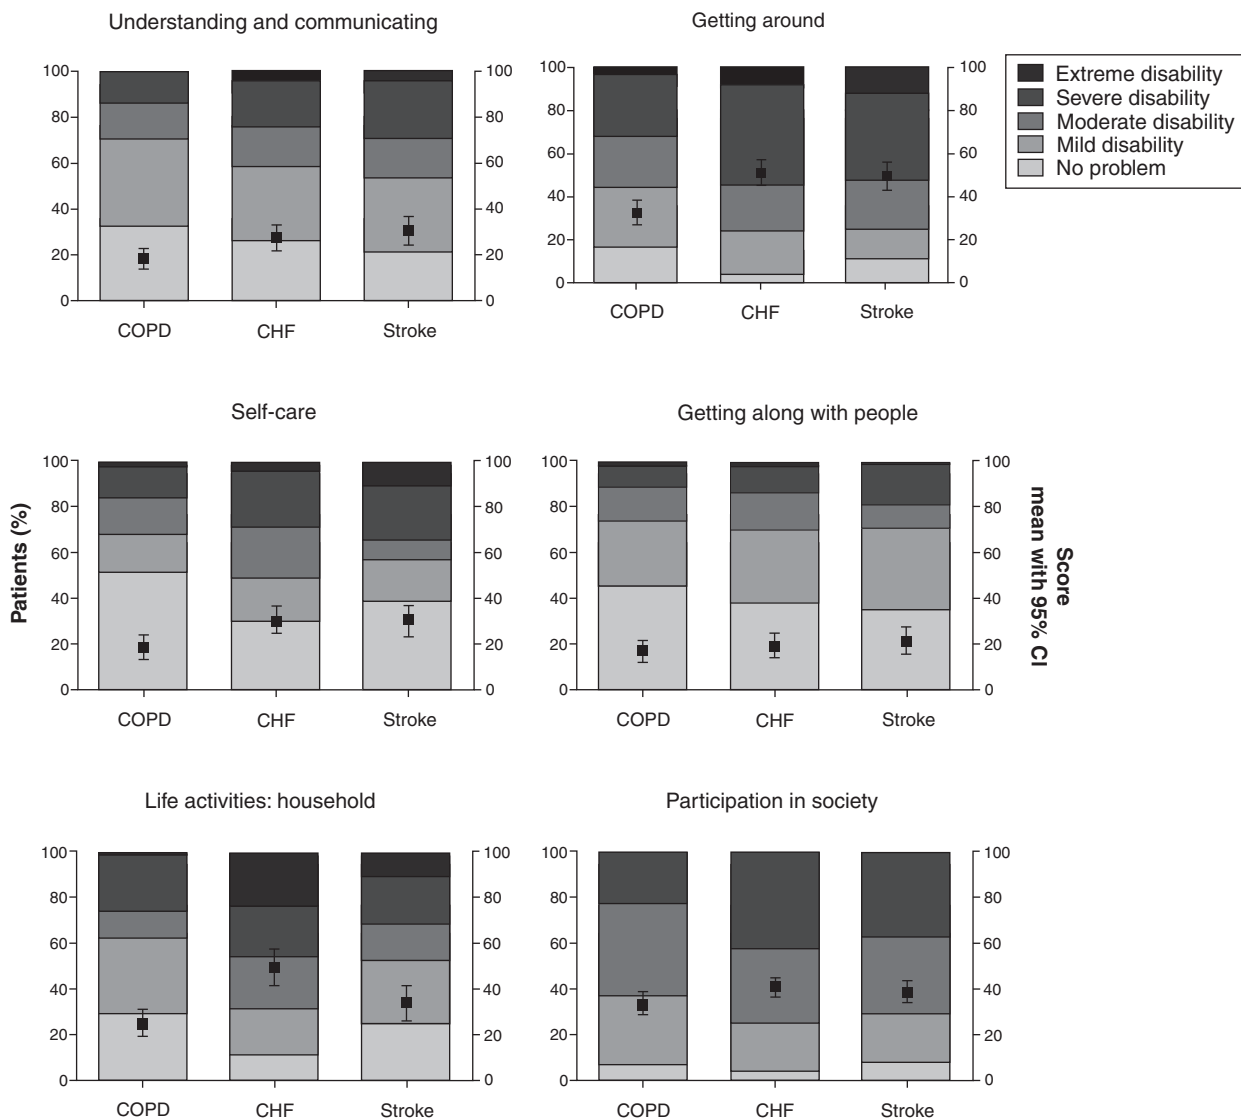 Understanding and communicating
Getting around
Extreme disability
Severe disability
Moderate disability
Mild disability
No problem
100
80
60
40
20
0
100
80
60
40
20
0
COPD
CHF
Stroke
100
80
60
40
20
0
100
80
60
40
20
0
COPD
CHF
Stroke
Self-care
Getting along with people
Patients (%)
100
80
60
40
20
0
100
80
60
40
20
0
COPD
CHF
Stroke
100
80
60
40
20
0
100
80
60
40
20
0
COPD
CHF
Stroke
Score
mean with 95% CI
Life activities: household
Participation in society
100
80
60
40
20
0
100
80
60
40
20
0
COPD
CHF
Stroke
100
80
60
40
20
0
100
80
60
40
20
0
COPD
CHF
Stroke